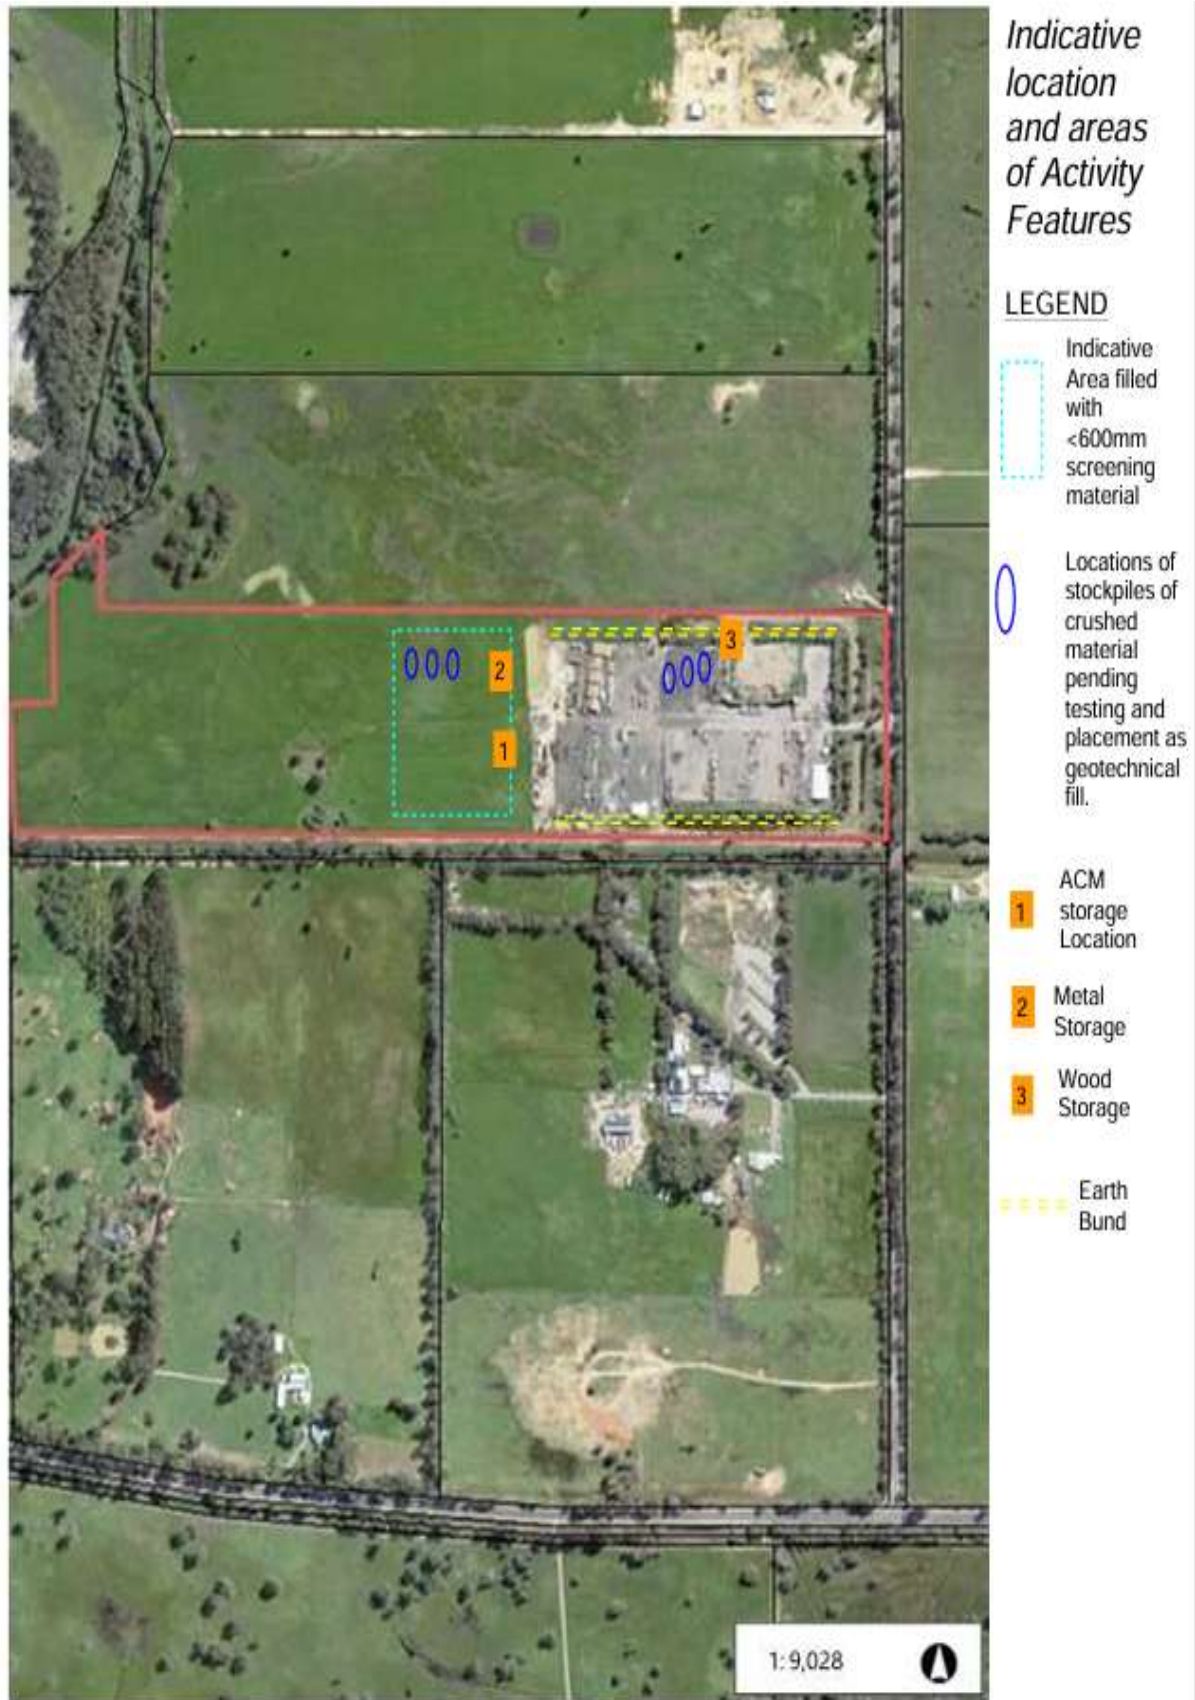 Indicative
location
and areas
of Activity
Features
LEGEND
Indicative
Area filled
with
<600mm
screening
material
Locations of
stockpiles of
crushed
material
pending
testing and
placement as
geotechnical
fill.
1
ACM
storage
Location
2
Metal
Storage
3
Wood
Storage
Earth
Bund
3
2
1
1: 9,028